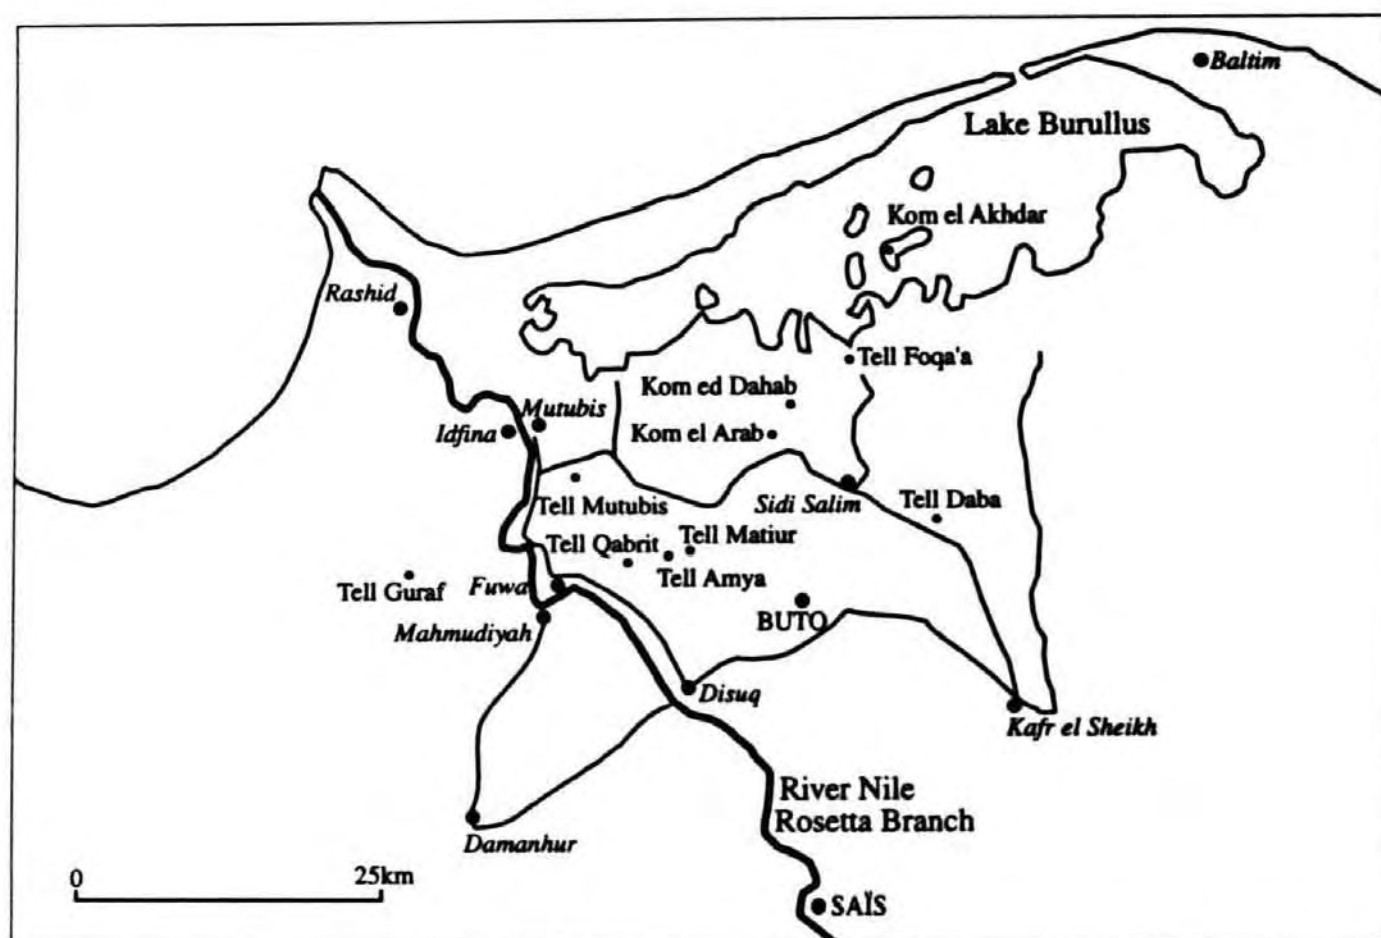 Baltim
Lake Burullus
Kom el Akhdar
Rashid
Tell Foqa'a
Kom ed Dahab
Mutubis
Idfina
Kom el Arab
Tell Mutubis
Sidi Salim
Tell Daba
Tell Qabrit
Tell Matiur
Tell Amya
Tell Guraf
Fuwa
BUTO
Mahmudiyah
Disuq
Kafr el Sheikh
River Nile
Rosetta Branch
Damanhur
0
25km
SAÏS